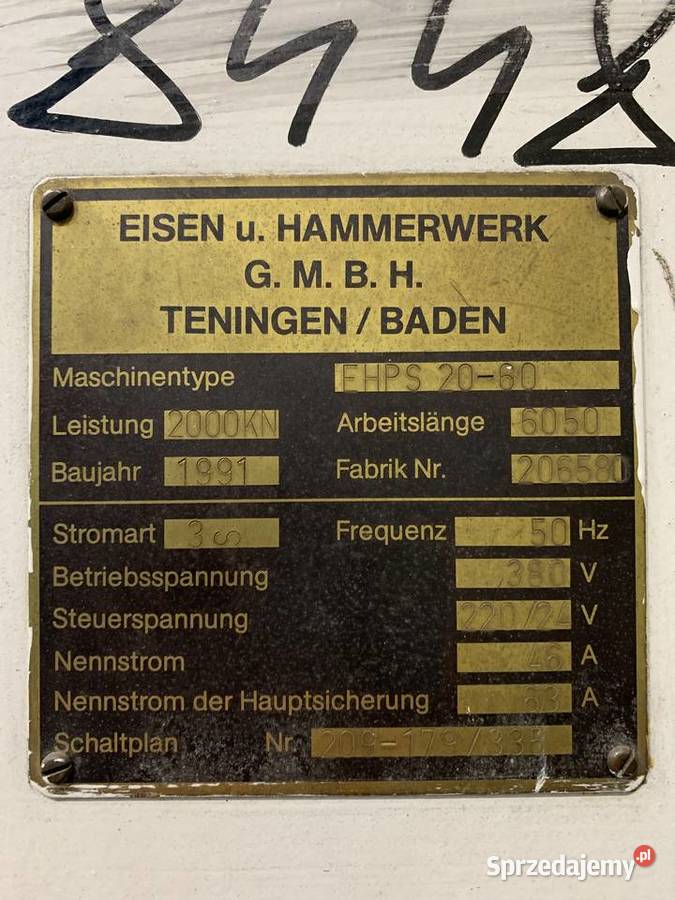 8448
EISEN u. HAMMERWERK
G. M. B. H.
TENINGEN / BADEN
Maschinentype EHPS 20-60
Leistung 2000KN Arbeitslänge 6050
Baujahr 1991 Fabrik Nr. 206580
Stromart 3∾ Frequenz 50 Hz
Betriebsspannung 380 V
Steuerspannung 220/24 V
Nennstrom 46 A
Nennstrom der Hauptsicherung 63 A
Schaltplan Nr. 209-179/335
Sprzedajemy.pl